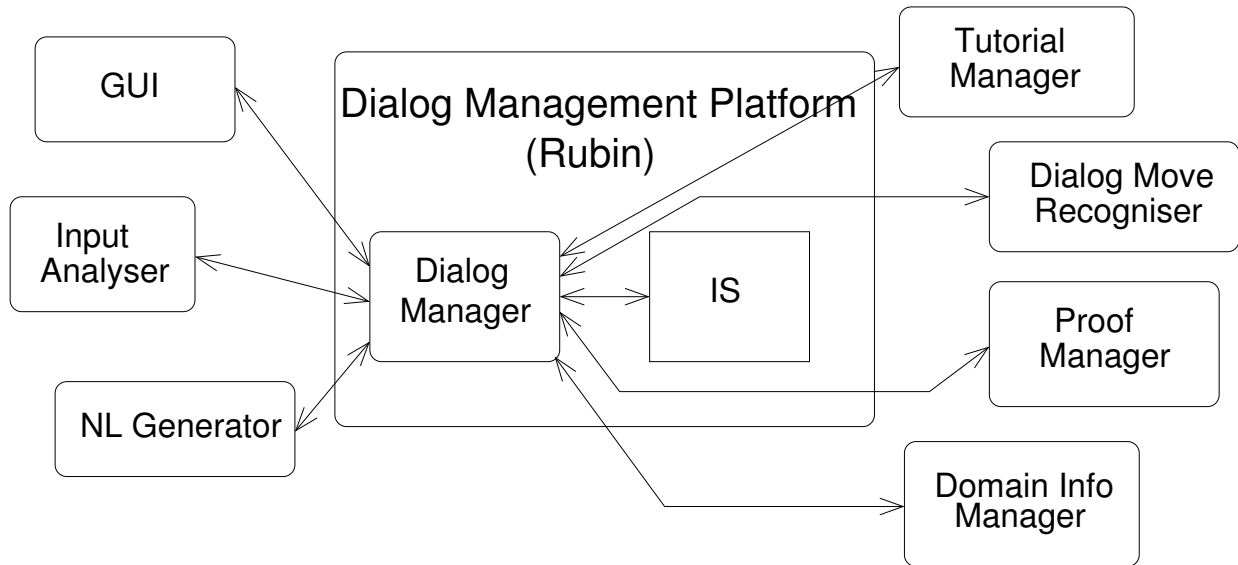 GUI
Input
Analyser
NL Generator
Dialog Management Platform
(Rubin)
Dialog
Manager
IS
Tutorial
Manager
Dialog Move
Recogniser
Proof
Manager
Domain Info
Manager